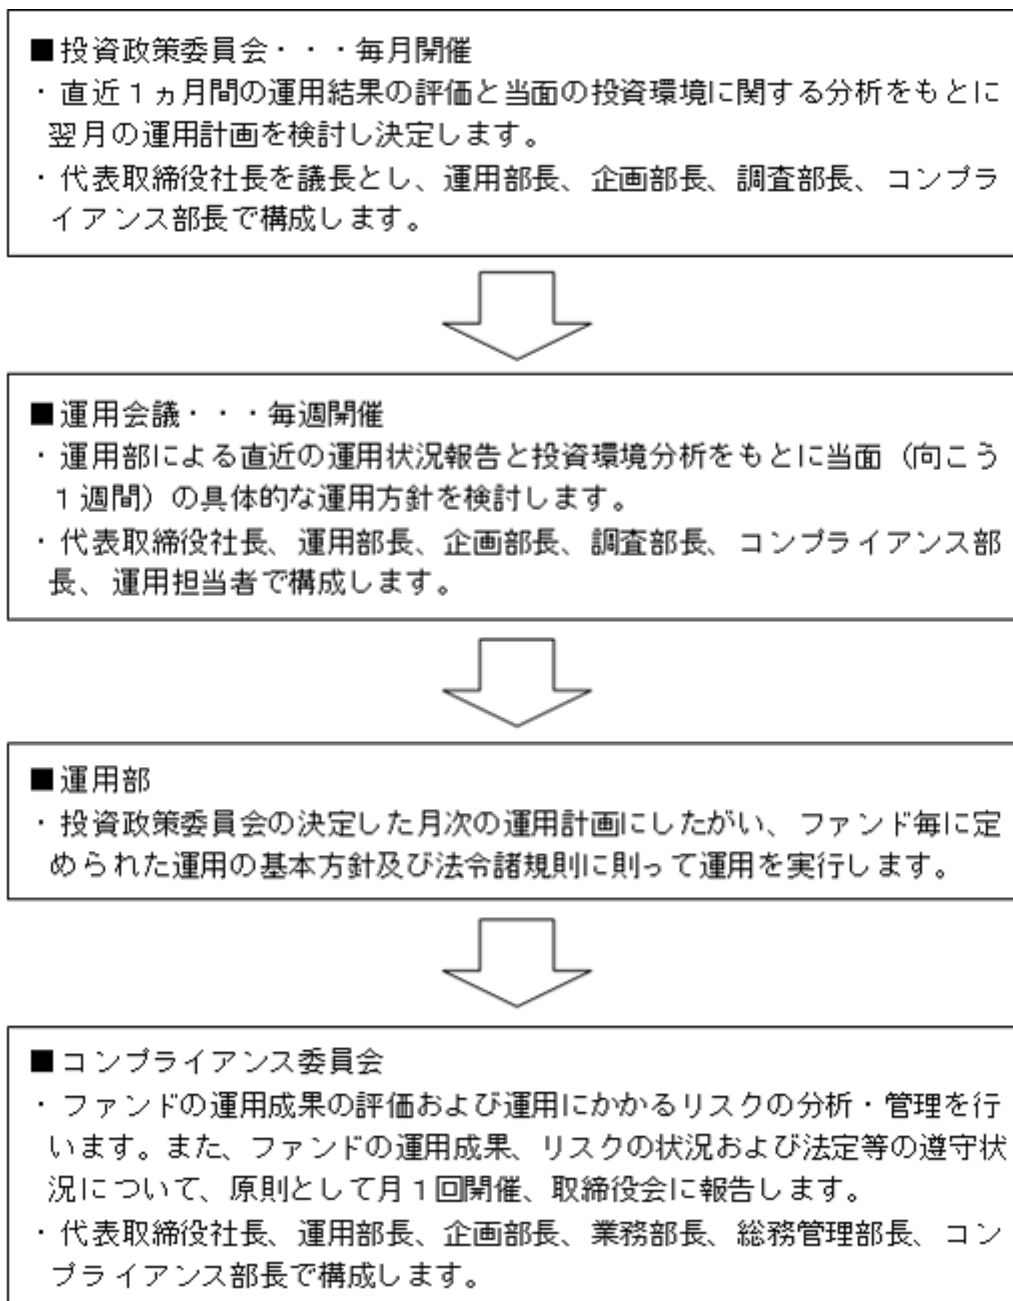 ■投資政策委員会・・・毎月開催
・直近１ヵ月間の運用結果の評価と当面の投資環境に関する分析をもとに
翌月の運用計画を検討し決定します。
・代表取締役社長を議長とし、運用部長、企画部長、調査部長、コンプラ
イアンス部長で構成します。
■運用会議・・・毎週開催
・運用部による直近の運用状況報告と投資環境分析をもとに当面（向こう
１週間）の具体的な運用方針を検討します。
・代表取締役社長、運用部長、企画部長、調査部長、コンプライアンス部
長、運用担当者で構成します。
■運用部
・投資政策委員会の決定した月次の運用計画にしたがい、ファンド毎に定
められた運用の基本方針及び法令諸規則に則って運用を実行します。
■コンプライアンス委員会
・ファンドの運用成果の評価および運用にかかるリスクの分析・管理を行
います。また、ファンドの運用成果、リスクの状況および法定等の遵守状
況について、原則として月１回開催、取締役会に報告します。
・代表取締役社長、運用部長、企画部長、業務部長、総務管理部長、コン
プライアンス部長で構成します。